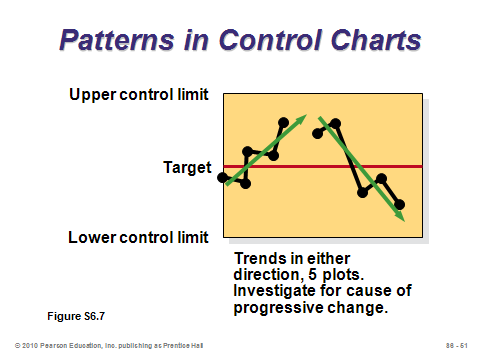 Patterns in Control Charts
Upper control limit
Target
Lower control limit
Trends in either
direction, 5 plots.
Investigate for cause of
progressive change.
Figure S6.7
© 2010 Pearson Education, Inc. publishing as Prentice Hall
S6 - 51